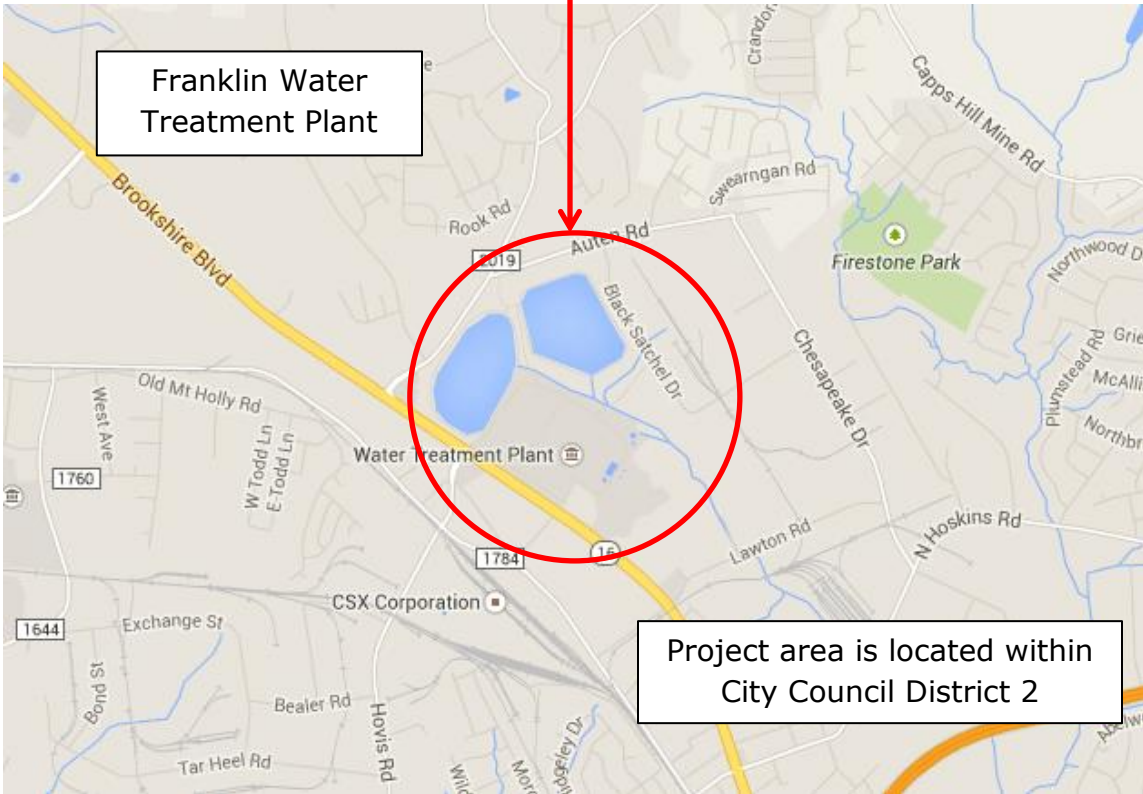 Franklin Water
Treatment Plant
Crandor
Capps Hill Mine Rd
Swearngan Rd
Rook Rd
Auten Rd
2019
Firestone Park
Northwood D
Brookshire Blvd
Black Satchel Dr
Chesapeake Dr
Plumstead Rd
Grie
McAlli
Northbr
Old Mt Holly Rd
West Ave
W Todd Ln
E Todd Ln
Water Treatment Plant
1760
N Hoskins Rd
Lawton Rd
16
1784
CSX Corporation
1644
Exchange St
Bond St
Bealer Rd
Hovis Rd
Tar Heel Rd
Project area is located within
City Council District 2